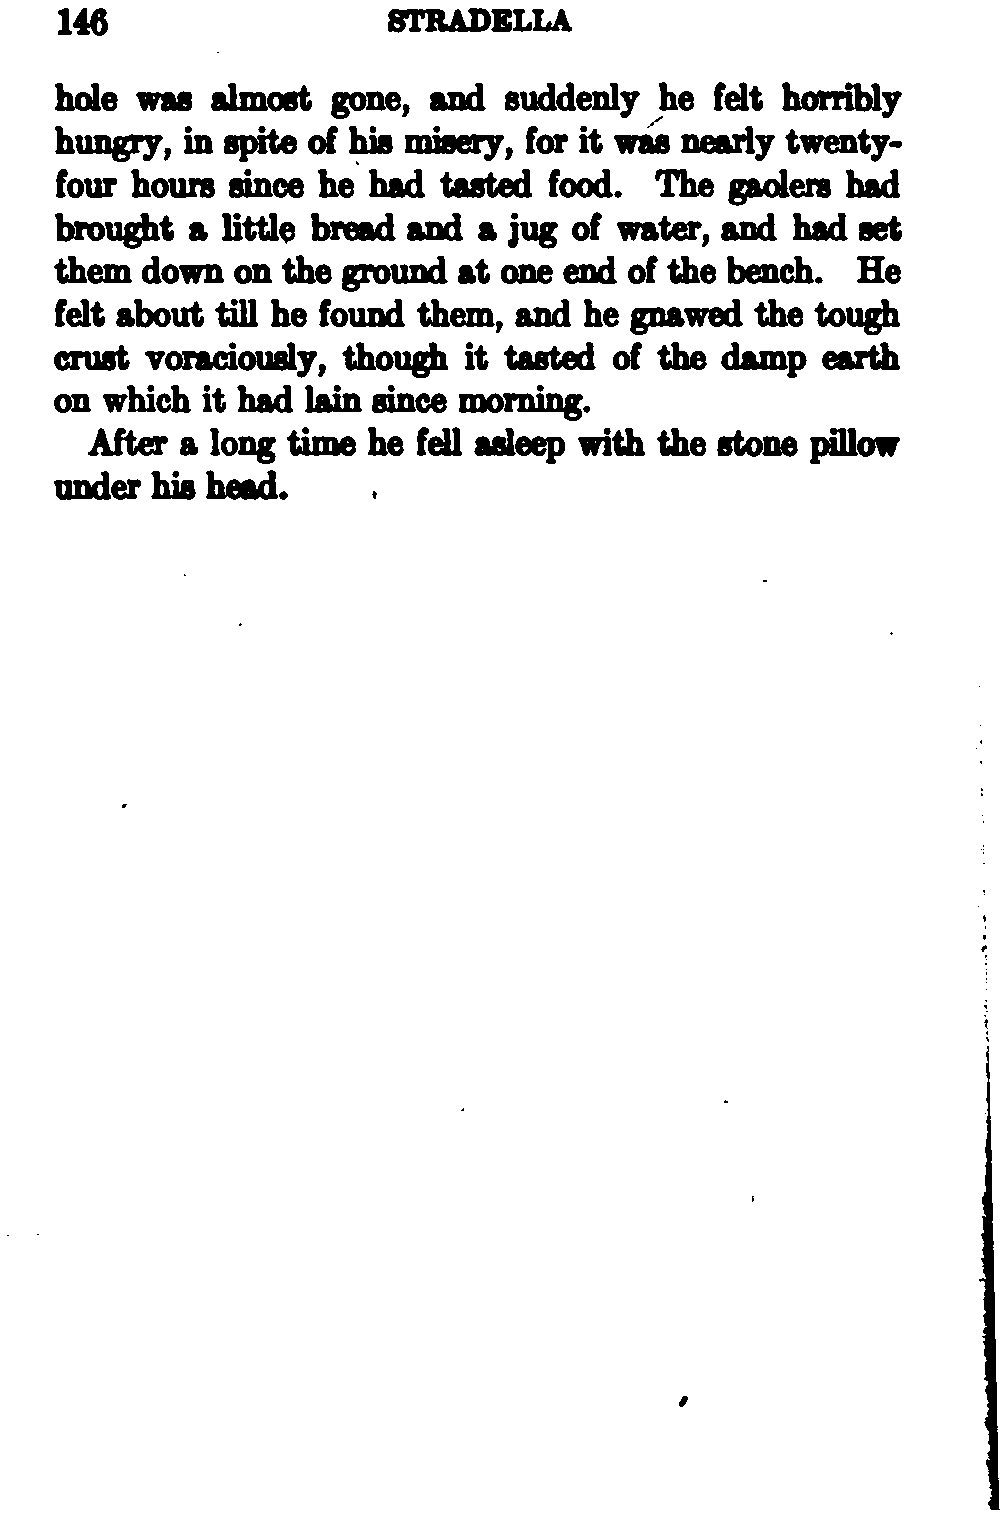 146 STRADELLA
hole was almost gone, and suddenly he felt horribly
hungry, in spite of his misery, for it was nearly twenty-
four hours since he had tasted food. The gaolers had
brought a little bread and a jug of water, and had set
them down on the ground at one end of the bench. He
felt about till he found them, and he gnawed the tough
crust voraciously, though it tasted of the damp earth
on which it had lain since morning.
After a long time he fell asleep with the stone pillow
under his head.